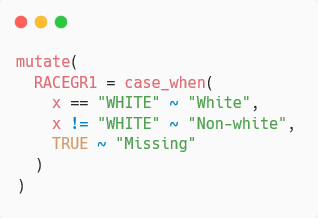 mutate(
  RACEGR1 = case_when(
    x == "WHITE" ~ "White",
    x != "WHITE" ~ "Non-white",
    TRUE ~ "Missing"
  )
)